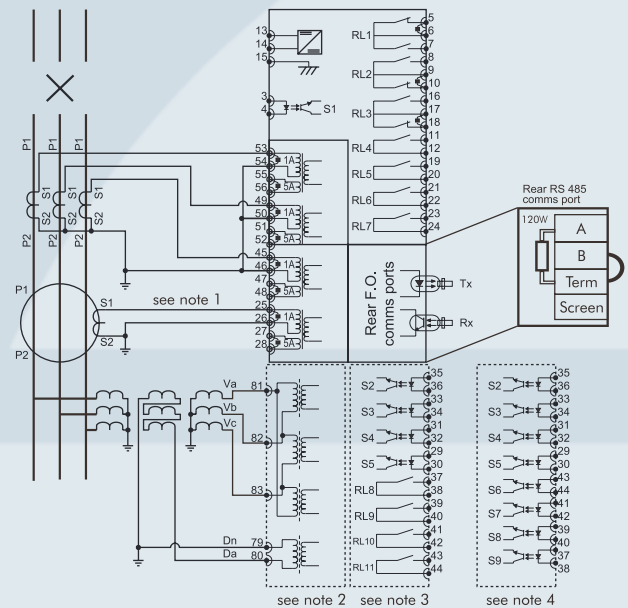 13
14
15
3
4
S1
RL1
5
6
7
RL2
8
9
10
RL3
16
17
18
RL4
11
12
RL5
19
20
RL6
21
22
RL7
23
24
P1
P1
P1
S1
S1
S1
S2
S2
S2
P2
P2
P2
53
54
1A
55
56
5A
49
50
1A
51
52
5A
45
46
1A
47
48
5A
25
26
1A
27
28
5A
see note 1
P1
S1
S2
P2
Rear F.O.
comms ports
Tx
Rx
Rear RS 485
comms port
120W
A
B
Term
Screen
Va
81
Vb
82
Vc
83
Dn
79
Da
80
S2
35
36
S3
33
34
S4
31
32
S5
29
30
RL8
37
38
RL9
39
40
RL10
41
42
RL11
43
44
S2
35
36
S3
33
34
S4
31
32
S5
29
30
S6
43
44
S7
41
42
S8
39
40
S9
37
38
see note 2
see note 3
see note 4